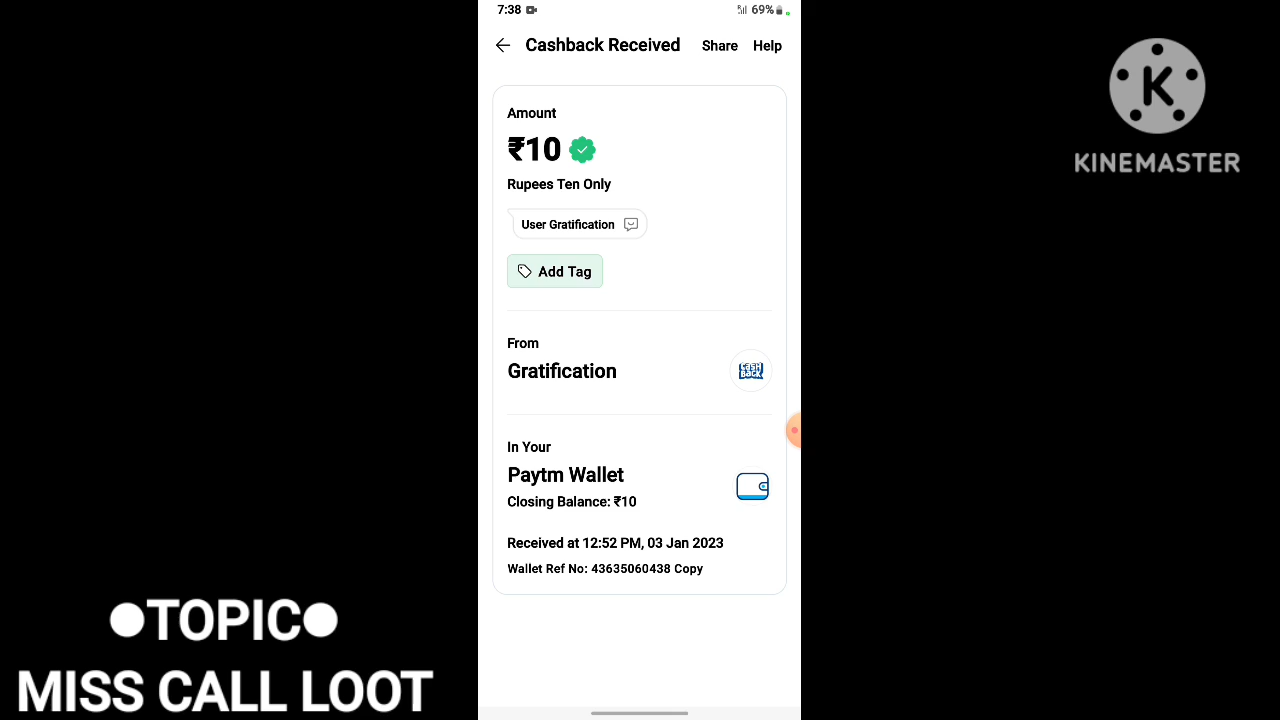 7:38
69%
Cashback Received Share Help
KINEMASTER
Amount
₹10
Rupees Ten Only
User Gratification
Add Tag
From
Gratification
CASH
BACK
In Your
Paytm Wallet
Closing Balance: ₹10
Received at 12:52 PM, 03 Jan 2023
Wallet Ref No: 43635060438 Copy
●TOPIC●
MISS CALL LOOT